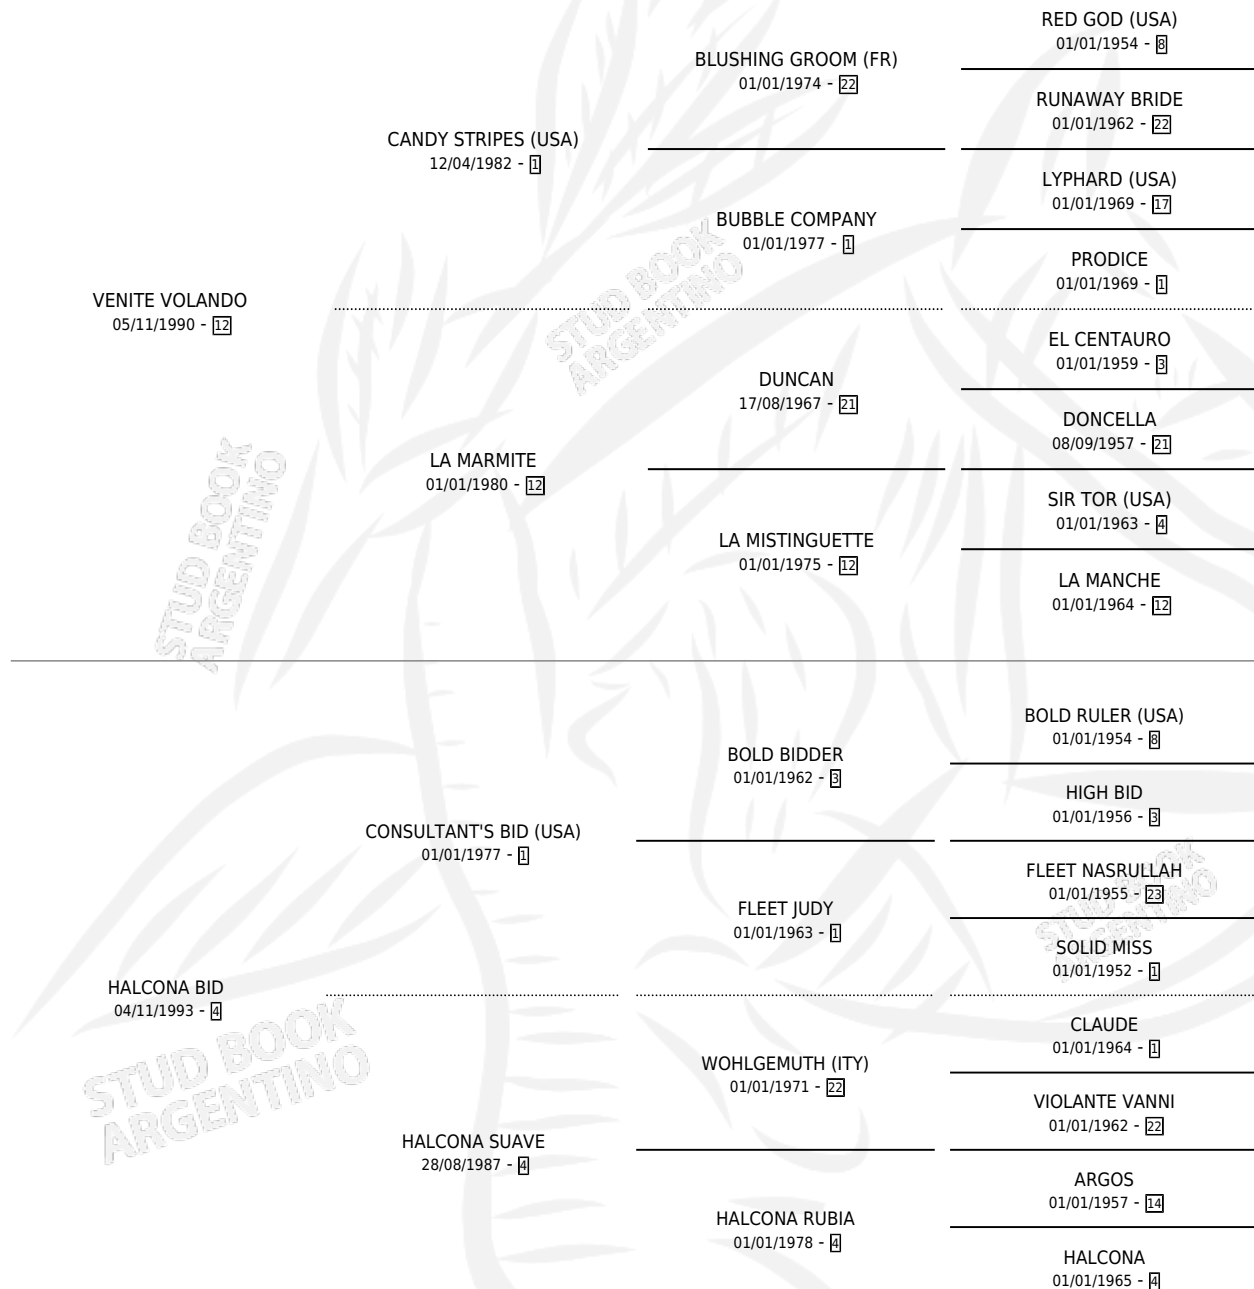 RED GOD (USA)
01/01/1954 - 8
BLUSHING GROOM (FR)
01/01/1974 - 22
RUNAWAY BRIDE
01/01/1962 - 22
CANDY STRIPES (USA)
12/04/1982 - 1
LYPHARD (USA)
01/01/1969 - 17
BUBBLE COMPANY
01/01/1977 - 1
PRODICE
01/01/1969 - 1
VENITE VOLANDO
05/11/1990 - 12
STUD BOOK
ARGENTINO
EL CENTAURO
01/01/1959 - 3
DUNCAN
17/08/1967 - 21
DONCELLA
08/09/1957 - 21
LA MARMITE
01/01/1980 - 12
SIR TOR (USA)
01/01/1963 - 4
LA MISTINGUETTE
01/01/1975 - 12
LA MANCHE
01/01/1964 - 12
STUD BOOK
ARGENTINO
BOLD RULER (USA)
01/01/1954 - 8
BOLD BIDDER
01/01/1962 - 3
HIGH BID
01/01/1956 - 3
CONSULTANT'S BID (USA)
01/01/1977 - 1
FLEET NASRULLAH
01/01/1955 - 23
FLEET JUDY
01/01/1963 - 1
STUD BOOK
ARGENTINO
SOLID MISS
01/01/1952 - 1
HALCONA BID
04/11/1993 - 4
CLAUDE
01/01/1964 - 1
WOHLGEMUTH (ITY)
01/01/1971 - 22
STUD BOOK
ARGENTINO
VIOLANTE VANNI
01/01/1962 - 22
HALCONA SUAVE
28/08/1987 - 4
ARGOS
01/01/1957 - 14
HALCONA RUBIA
01/01/1978 - 4
HALCONA
01/01/1965 - 4